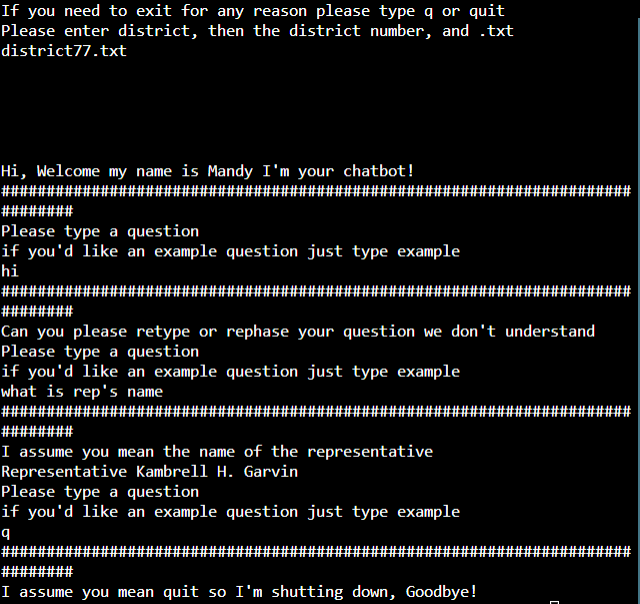 If you need to exit for any reason please type q or quit
Please enter district, then the district number, and .txt
district77.txt
Hi, Welcome my name is Mandy I'm your chatbot!
######################################################################
########
Please type a question
if you'd like an example question just type example
hi
######################################################################
########
Can you please retype or rephase your question we don't understand
Please type a question
if you'd like an example question just type example
what is rep's name
######################################################################
########
I assume you mean the name of the representative
Representative Kambrell H. Garvin
Please type a question
if you'd like an example question just type example
q
######################################################################
########
I assume you mean quit so I'm shutting down, Goodbye!